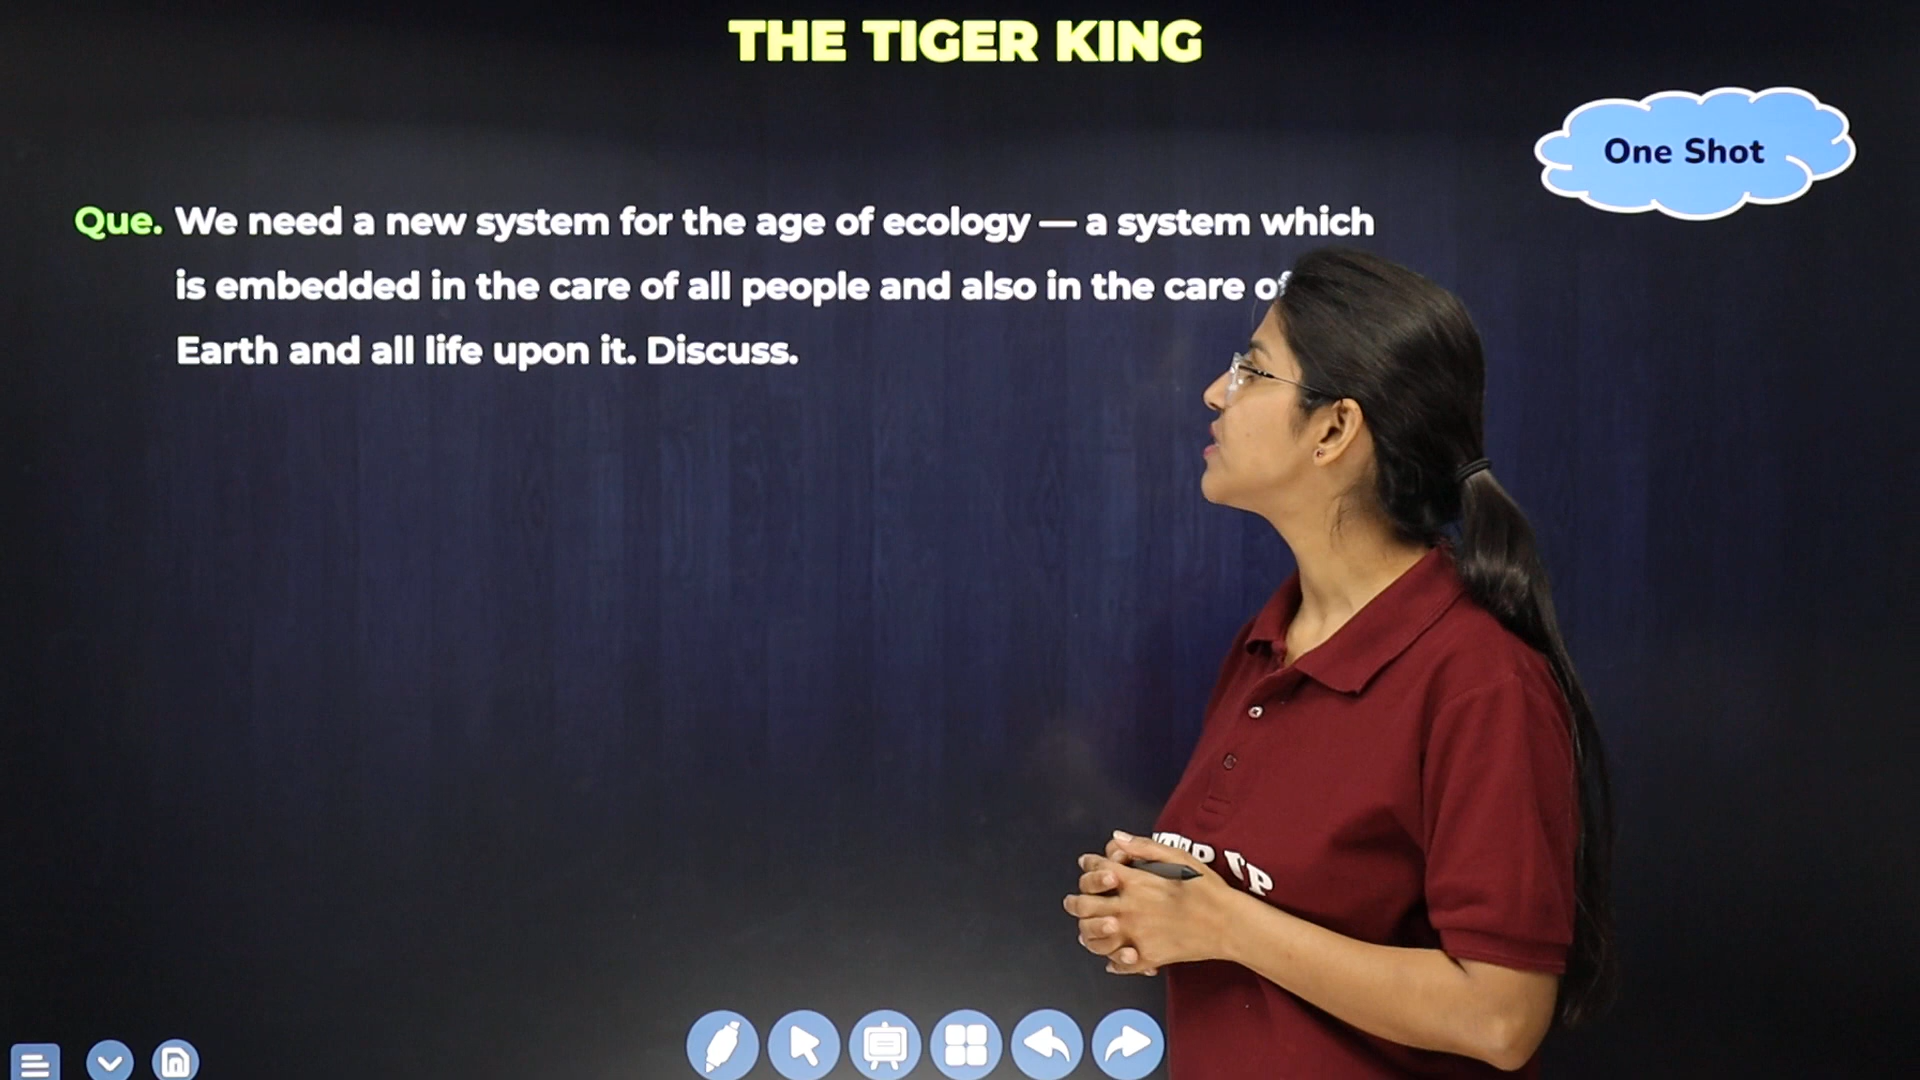 THE TIGER KING
One Shot
Que. We need a new system for the age of ecology — a system which
is embedded in the care of all people and also in the care of
Earth and all life upon it. Discuss.
UP